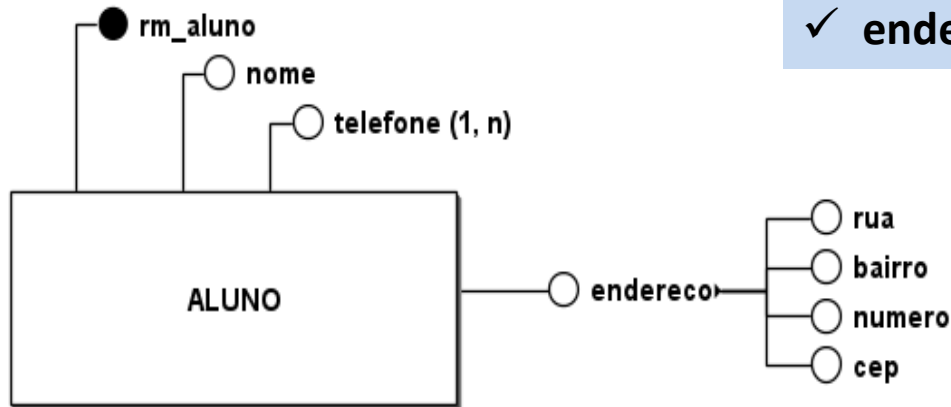 rm_aluno
✓ ende
nome
telefone (1, n)
rua
bairro
endereco
ALUNO
numero
cep